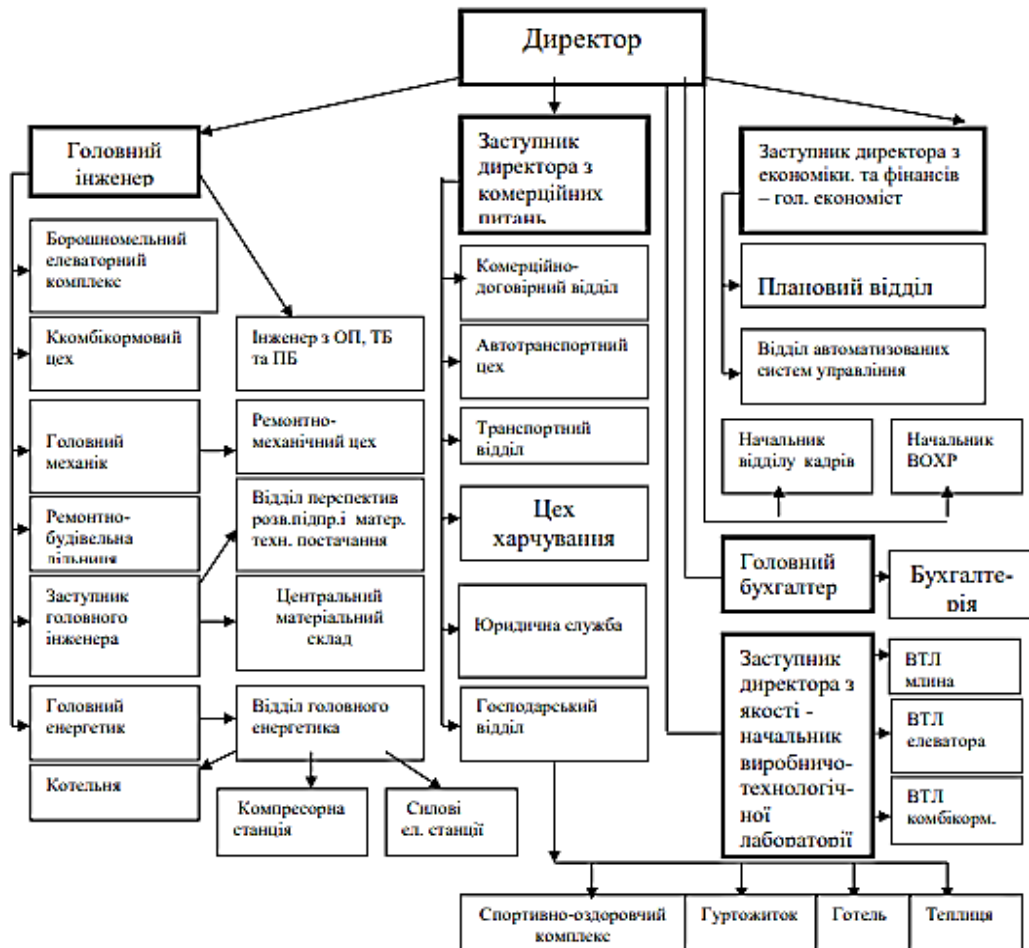 Директор
Головний
інженер
Заступник
директора з
комерційних
питань
Заступник директора з
економіки. та фінансів
– гол. економіст
Борошномельний
елеваторний
комплекс
Комерційно-
договірний відділ
Плановий відділ
Ккомбікормовий
цех
Інженер з ОП, ТБ
та ПБ
Автотранспортний
цех
Відділ автоматизованих
систем управління
Головний
механік
Ремонтно-
механічний цех
Транспортний
відділ
Начальник
відділу кадрів
Начальник
ВОХР
Ремонтно-
будівельна
дільниця
Відділ перспектив
розв.підпр.і матер.
техн. постачання
Цех
харчування
Головний
бухгалтер
Бухгалте-
рія
Заступник
головного
інженера
Центральний
матеріальний
склад
Юридична служба
Заступник
директора з
якості -
начальник
виробничо-
технологіч-
ної
лабораторії
ВТЛ
млина
ВТЛ
елеватора
ВТЛ
комбікорм.
Головний
енергетик
Відділ головного
енергетика
Господарський
відділ
Котельня
Компресорна
станція
Силові
ел. станції
Спортивно-оздоровчий
комплекс
Гуртожиток
Готель
Теплиця